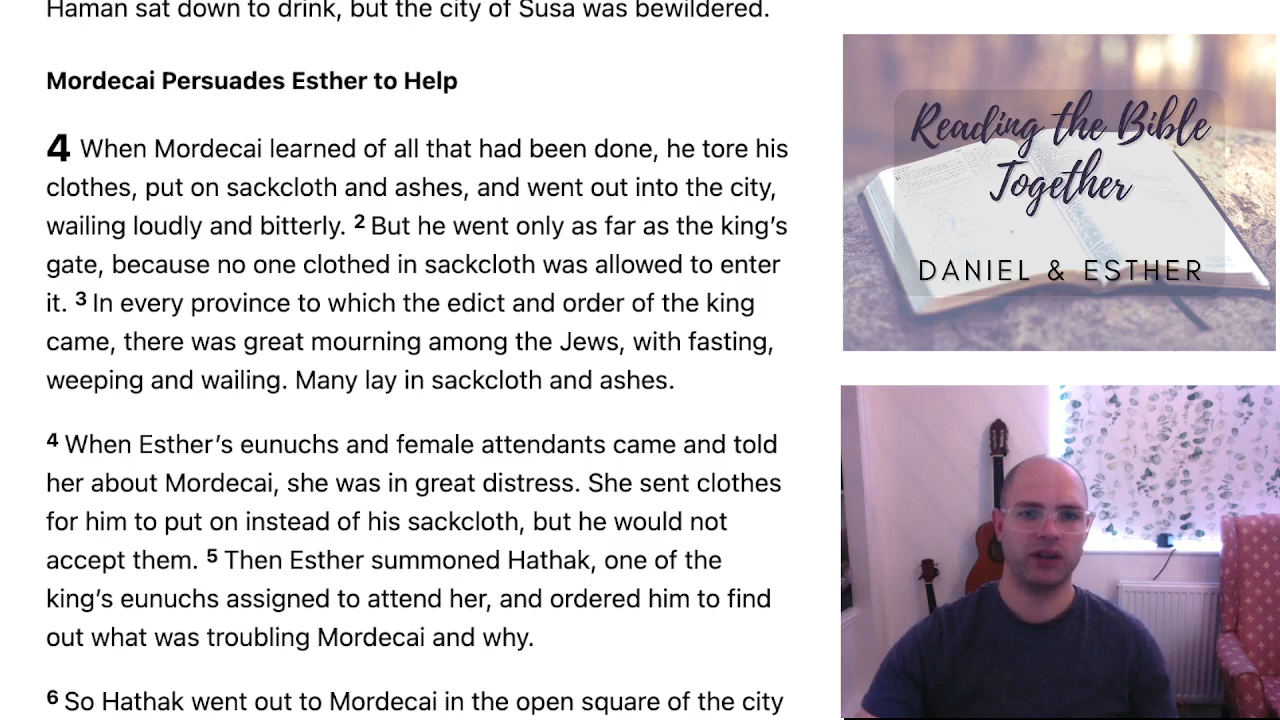 Haman sat down to drink, but the city of Susa was bewildered.
Mordecai Persuades Esther to Help
4 When Mordecai learned of all that had been done, he tore his
clothes, put on sackcloth and ashes, and went out into the city,
wailing loudly and bitterly. 2 But he went only as far as the king’s
gate, because no one clothed in sackcloth was allowed to enter
it. 3 In every province to which the edict and order of the king
came, there was great mourning among the Jews, with fasting,
weeping and wailing. Many lay in sackcloth and ashes.
4 When Esther’s eunuchs and female attendants came and told
her about Mordecai, she was in great distress. She sent clothes
for him to put on instead of his sackcloth, but he would not
accept them. 5 Then Esther summoned Hathak, one of the
king’s eunuchs assigned to attend her, and ordered him to find
out what was troubling Mordecai and why.
6 So Hathak went out to Mordecai in the open square of the city
Reading the Bible
Together
DANIEL & ESTHER